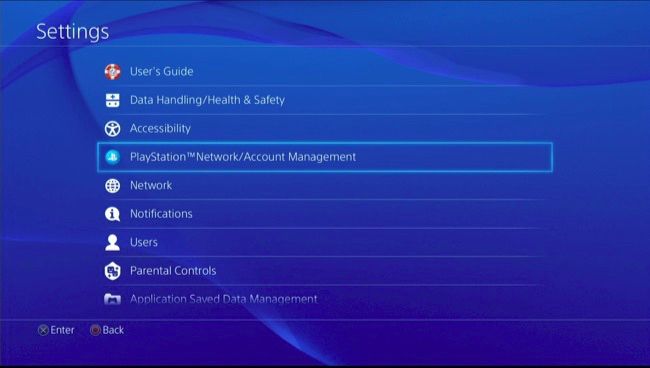 Settings
User's Guide
Data Handling/Health & Safety
Accessibility
PlayStation™Network/Account Management
Network
Notifications
Users
Parental Controls
Application Saved Data Management
Enter Back